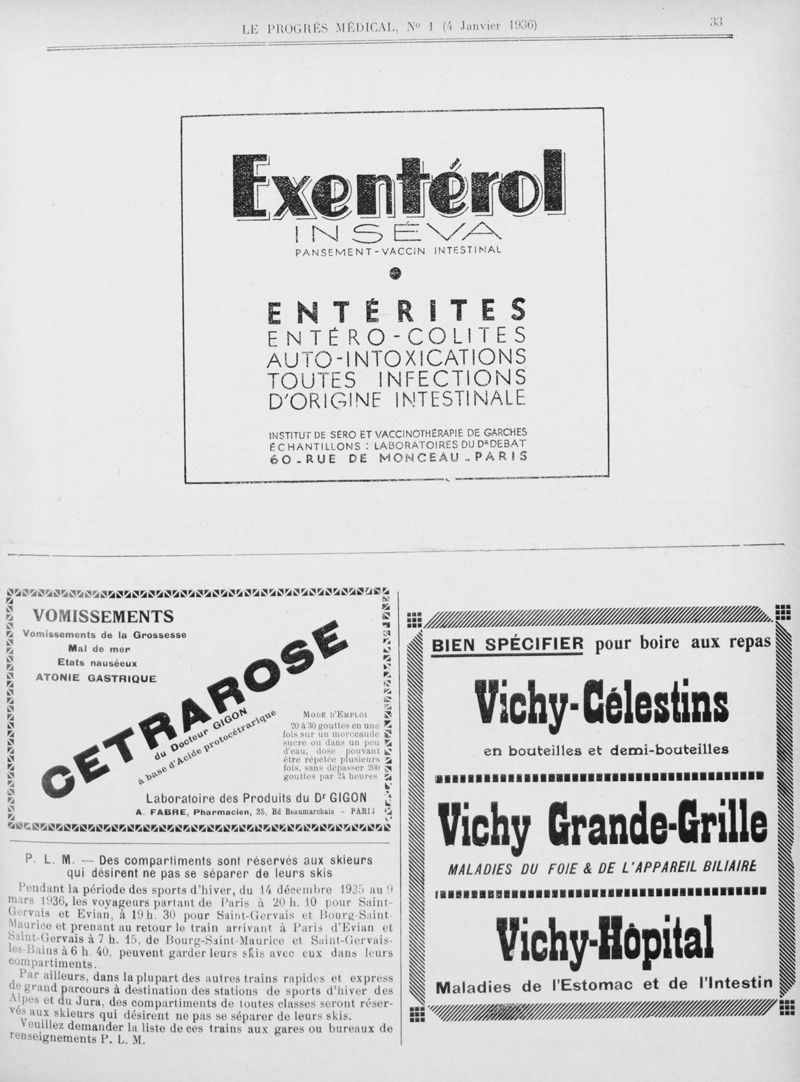 LE PROGRÈS MÉDICAL, No 1 (4 Janvier 1936)
33
Exentérol
INSÉVA
PANSEMENT-VACCIN INTESTINAL
ENTÉRITES
ENTÉRO-COLITES
AUTO-INTOXICATIONS
TOUTES INFECTIONS
D'ORIGINE INTESTINALE
INSTITUT DE SÉRO ET VACCINOTHÉRAPIE DE GARCHES
ÉCHANTILLONS : LABORATOIRES DU DR DEBAT
60-RUE DE MONCEAU-PARIS
VOMISSEMENTS
Vomissements de la Grossesse
Mal de mer
Etats nauséeux
ATONIE GASTRIQUE
CETRAROSE
du Docteur GIGON
à base d'Acide protocétrarique
MODE D'EMPLOI
20 à 30 gouttes en une
fois sur un morceau de
sucre ou dans un peu
d'eau, dose pouvant
être répétée plusieurs
fois, sans dépasser 200
gouttes par 24 heures
Laboratoire des Produits du Dr GIGON
A. FABRE, Pharmacien, 25, Bd Beaumarchais - PARIS
P. L. M. — Des compartiments sont réservés aux skieurs
qui désirent ne pas se séparer de leurs skis
Pendant la période des sports d'hiver, du 14 décembre 1935 au 9
mars 1936, les voyageurs partant de Paris à 20 h. 10 pour Saint-
Gervais et Evian, à 19 h. 30 pour Saint-Gervais et Bourg-Saint-
Maurice et prenant au retour le train arrivant à Paris d'Evian et
Saint-Gervais à 7 h. 15, de Bourg-Saint-Maurice et Saint-Gervais-
les-Bains à 6 h. 40, peuvent garder leurs skis avec eux dans leurs
compartiments.
Par ailleurs, dans la plupart des autres trains rapides et express
de grand parcours à destination des stations de sports d'hiver des
Alpes et du Jura, des compartiments de toutes classes seront réser-
vés aux skieurs qui désirent ne pas se séparer de leurs skis.
Veuillez demander la liste de ces trains aux gares ou bureaux de
renseignements P. L. M.
BIEN SPÉCIFIER pour boire aux repas
Vichy-Célestins
en bouteilles et demi-bouteilles
Vichy Grande-Grille
MALADIES DU FOIE & DE L'APPAREIL BILIAIRE
Vichy-Hôpital
Maladies de l'Estomac et de l'Intestin